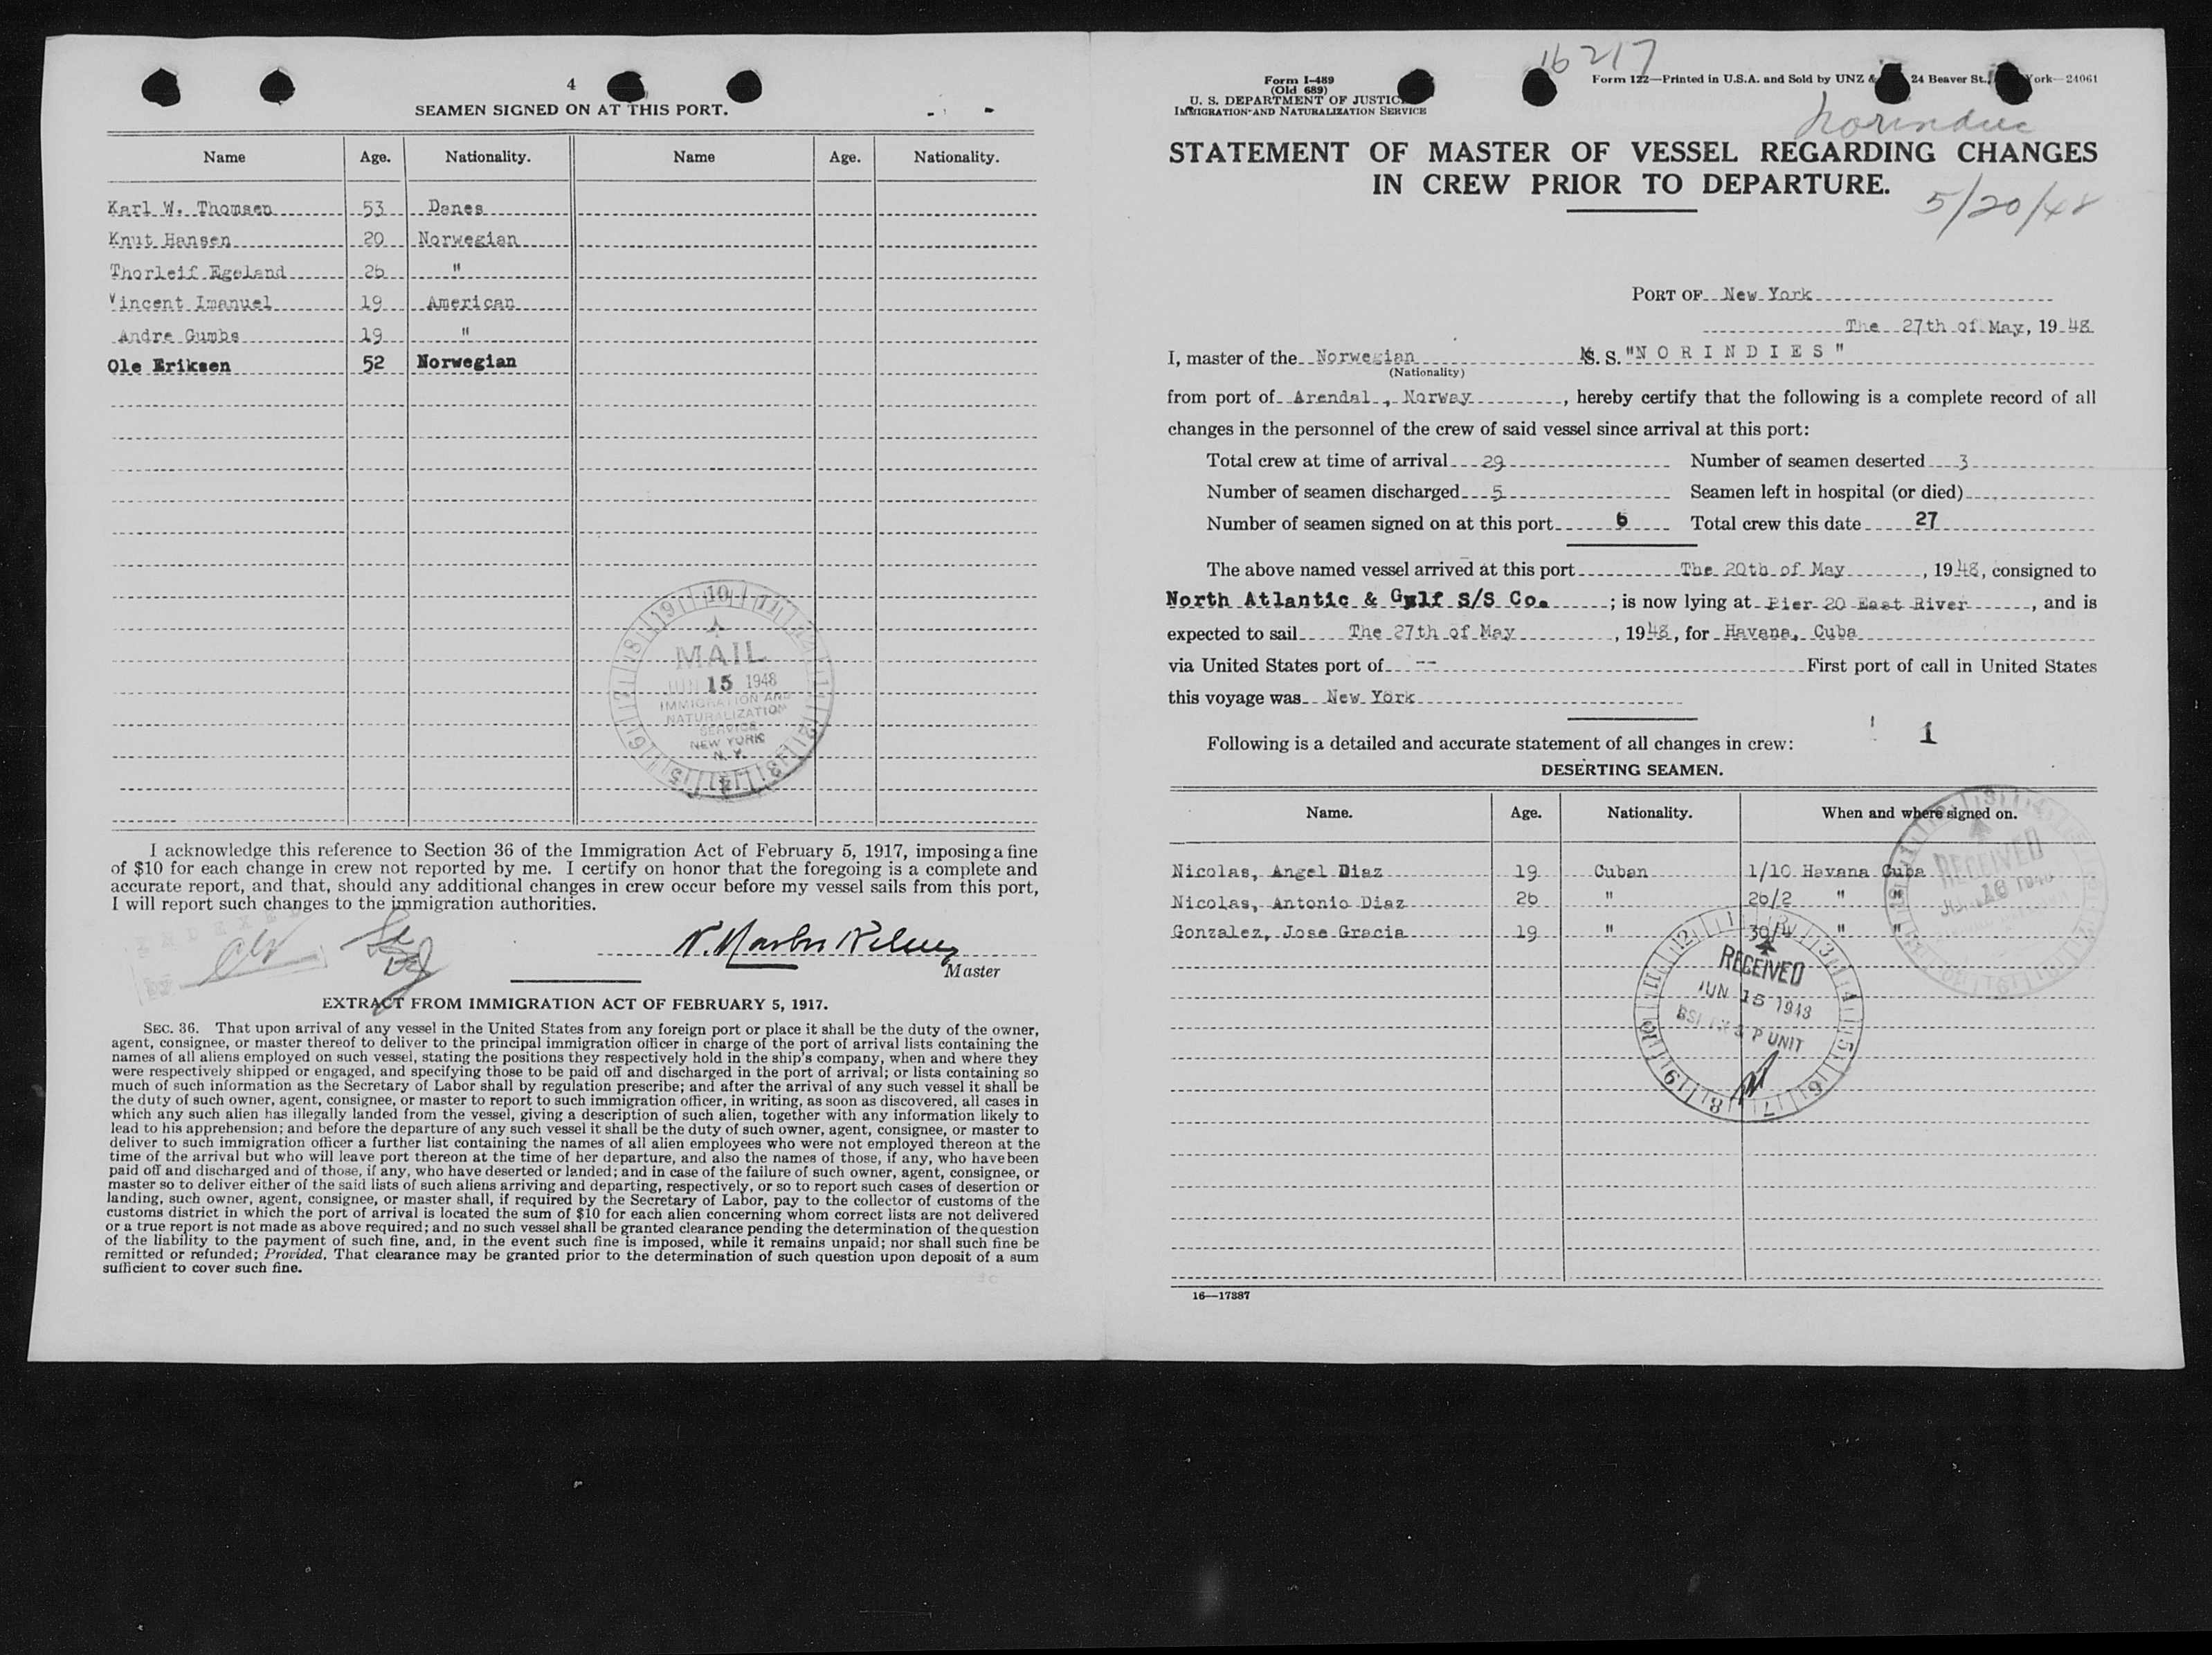 4
SEAMEN SIGNED ON AT THIS PORT.
Name Age. Nationality. Name Age. Nationality.
Karl W. Thomsen 53 Danes
Knut Hansen 20 Norwegian
Thorleif Egeland 26 "
Vincent Imanuel 19 American
Andre Gumbs 19 "
Ole Eriksen 52 Norwegian
MAIL
JUN 15 1948
IMMIGRATION AND
NATURALIZATION
SERVICE
NEW YORK
N. Y.
I acknowledge this reference to Section 36 of the Immigration Act of February 5, 1917, imposing a fine
of $10 for each change in crew not reported by me. I certify on honor that the foregoing is a complete and
accurate report, and that, should any additional changes in crew occur before my vessel sails from this port,
I will report such changes to the immigration authorities.
INDEXED
Master
EXTRACT FROM IMMIGRATION ACT OF FEBRUARY 5, 1917.
SEC. 36. That upon arrival of any vessel in the United States from any foreign port or place it shall be the duty of the owner,
agent, consignee, or master thereof to deliver to the principal immigration officer in charge of the port of arrival lists containing the
names of all aliens employed on such vessel, stating the positions they respectively hold in the ship's company, when and where they
were respectively shipped or engaged, and specifying those to be paid off and discharged in the port of arrival; or lists containing so
much of such information as the Secretary of Labor shall by regulation prescribe; and after the arrival of any such vessel it shall be
the duty of such owner, agent, consignee, or master to report to such immigration officer, in writing, as soon as discovered, all cases in
which any such alien has illegally landed from the vessel, giving a description of such alien, together with any information likely to
lead to his apprehension; and before the departure of any such vessel it shall be the duty of such owner, agent, consignee, or master to
deliver to such immigration officer a further list containing the names of all alien employees who were not employed thereon at the
time of the arrival but who will leave port thereon at the time of her departure, and also the names of those, if any, who have been
paid off and discharged and of those, if any, who have deserted or landed; and in case of the failure of such owner, agent, consignee, or
master so to deliver either of the said lists of such aliens arriving and departing, respectively, or so to report such cases of desertion or
landing, such owner, agent, consignee, or master shall, if required by the Secretary of Labor, pay to the collector of customs of the
customs district in which the port of arrival is located the sum of $10 for each alien concerning whom correct lists are not delivered
or a true report is not made as above required; and no such vessel shall be granted clearance pending the determination of the question
of the liability to the payment of such fine, and, in the event such fine is imposed, while it remains unpaid; nor shall such fine be
remitted or refunded; Provided, That clearance may be granted prior to the determination of such question upon deposit of a sum
sufficient to cover such fine.
16217
Form I-489
(Old 689)
U. S. DEPARTMENT OF JUSTICE
IMMIGRATION AND NATURALIZATION SERVICE
Form 122—Printed in U.S.A. and Sold by UNZ & 24 Beaver St., York—24061
Norindies
STATEMENT OF MASTER OF VESSEL REGARDING CHANGES
IN CREW PRIOR TO DEPARTURE.
5/20/48
PORT OF New York
The 27th of May, 1948
I, master of the Norwegian M.S. "NORINDIES"
(Nationality)
from port of Arendal, Norway, hereby certify that the following is a complete record of all
changes in the personnel of the crew of said vessel since arrival at this port:
Total crew at time of arrival 29 Number of seamen deserted 3
Number of seamen discharged 5 Seamen left in hospital (or died)
Number of seamen signed on at this port 6 Total crew this date 27
The above named vessel arrived at this port The 20th of May, 1948, consigned to
North Atlantic & Gulf S/S Co.; is now lying at Pier 20 East River, and is
expected to sail The 27th of May, 1948, for Havana, Cuba
via United States port of -- First port of call in United States
this voyage was New York
1
Following is a detailed and accurate statement of all changes in crew:
DESERTING SEAMEN.
Name. Age. Nationality. When and where signed on.
Nicolas, Angel Diaz 19 Cuban 1/10 Havana Cuba
Nicolas, Antonio Diaz 26 " 26/2 " "
Gonzalez, Jose Gracia 19 " " "
RECEIVED
RECEIVED
JUN 15 1948
P UNIT
16—17387